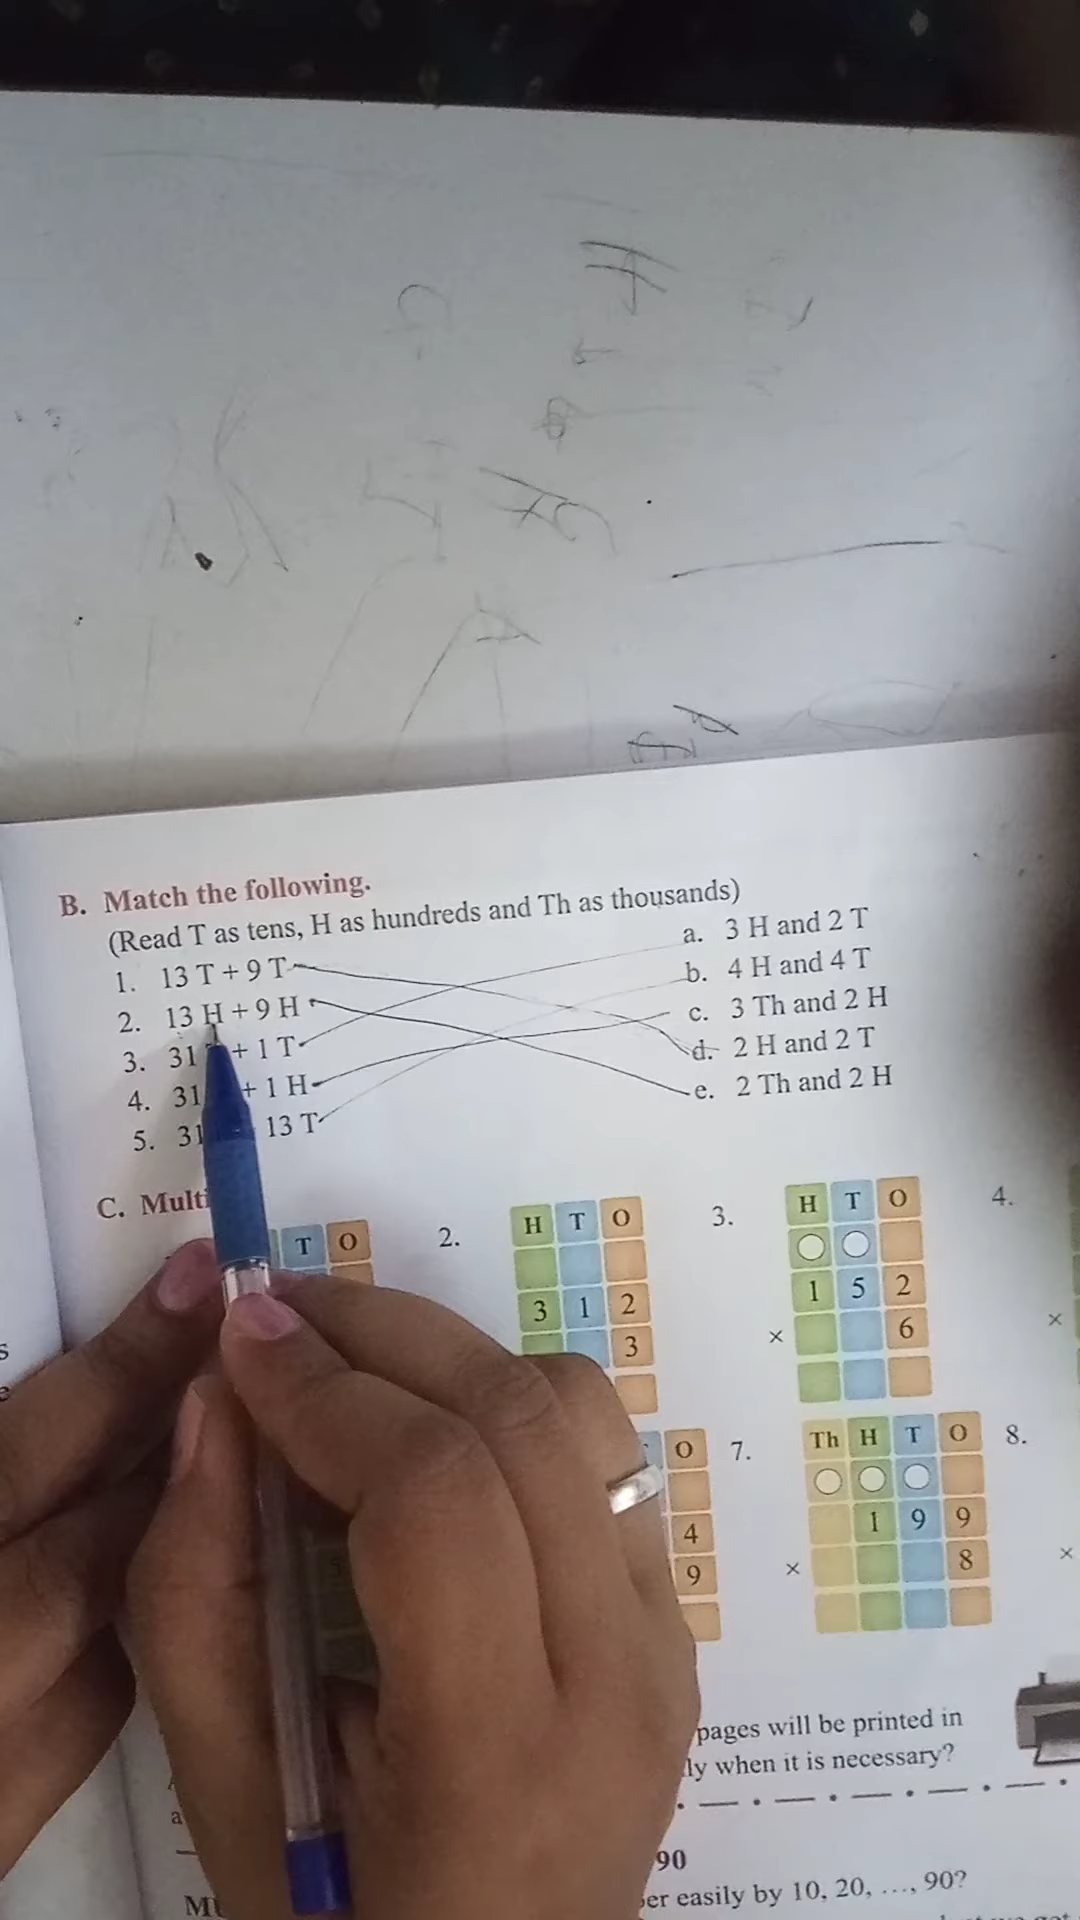 B. Match the following.
(Read T as tens, H as hundreds and Th as thousands)
1. 13 T + 9 T
2. 13 H + 9 H
3. 31 + 1 T
4. 31 + 1 H
5. 31 13 T
a. 3 H and 2 T
b. 4 H and 4 T
c. 3 Th and 2 H
d. 2 H and 2 T
e. 2 Th and 2 H
C.
T O
2.
H T O
3 1 2
3
3.
H T O
1 5 2
× 6
4.
×
O
4
9
7.
Th H T O
1 9 9
× 8
8.
×
pages will be printed in
when it is necessary?
90
easily by 10, 20, ..., 90?